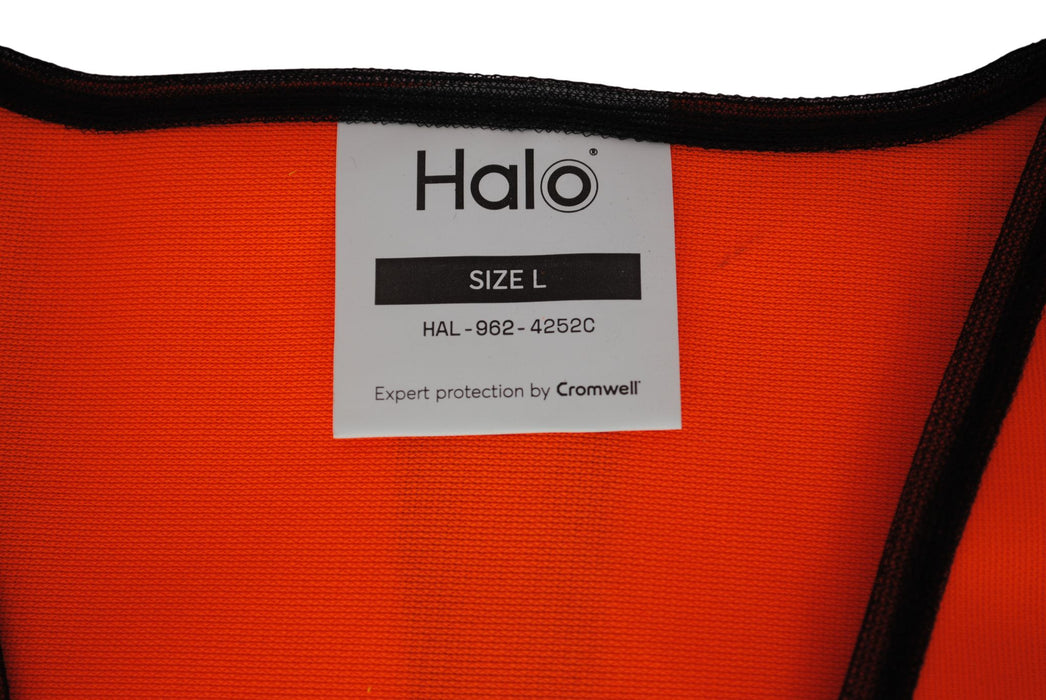 Halo®
SIZE L
HAL-962-4252C
Expert protection by Cromwell